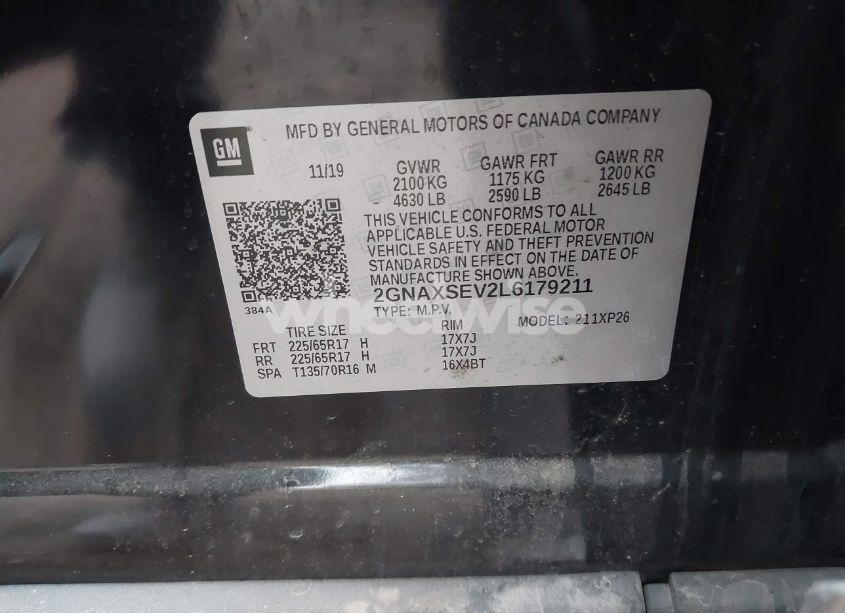 GM
MFD BY GENERAL MOTORS OF CANADA COMPANY
11/19
GVWR GAWR FRT GAWR RR
2100 KG 1175 KG 1200 KG
4630 LB 2590 LB 2645 LB
THIS VEHICLE CONFORMS TO ALL
APPLICABLE U.S. FEDERAL MOTOR
VEHICLE SAFETY AND THEFT PREVENTION
STANDARDS IN EFFECT ON THE DATE OF
MANUFACTURE SHOWN ABOVE.
2GNAXSEV2L6179211
384A
TYPE: M.P.V. MODEL: 211XP26
wheelwise
TIRE SIZE RIM
FRT 225/65R17 H 17X7J
RR 225/65R17 H 17X7J
SPA T135/70R16 M 16X4BT